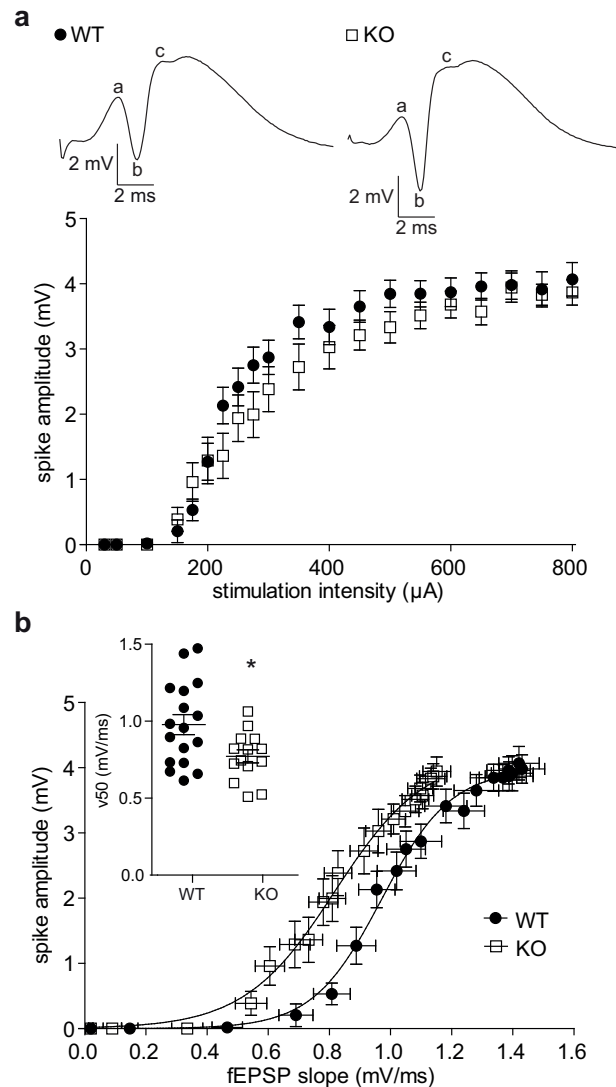 a
WT
KO
a
b
c
2 mV
2 ms
a
b
c
2 mV
2 ms
5
4
3
2
1
0
spike amplitude (mV)
0 200 400 600 800
stimulation intensity (µA)
b
1.5
1.0
0.5
0.0
v50 (mV/ms)
*
WT KO
5
4
3
2
1
0
spike amplitude (mV)
WT
KO
0.0 0.2 0.4 0.6 0.8 1.0 1.2 1.4 1.6
fEPSP slope (mV/ms)